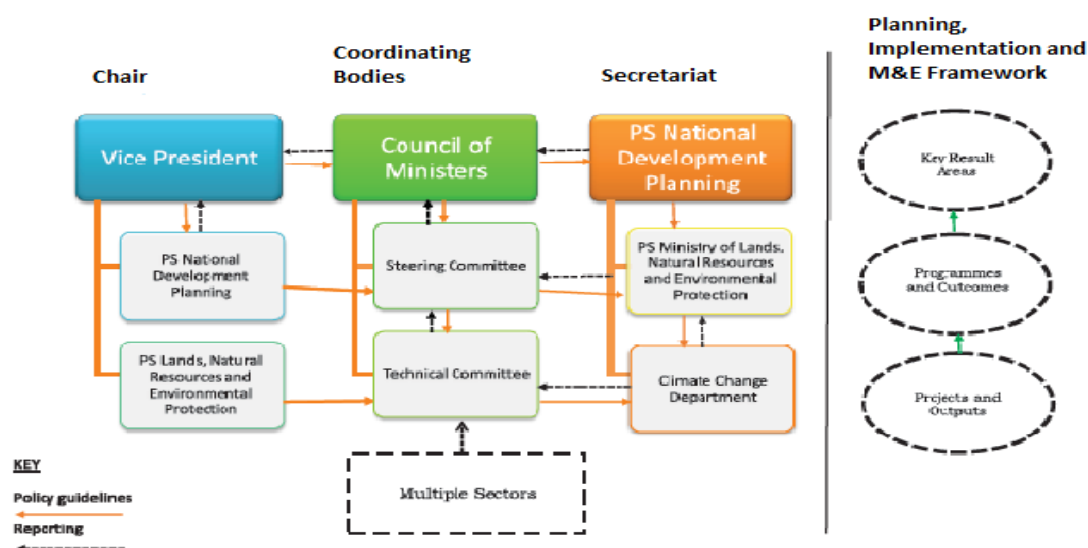 Planning,
Implementation and
M&E Framework
Coordinating
Bodies
Chair
Secretariat
Vice President
Council of
Ministers
PS National
Development
Planning
Key Result
Areas
PS National
Development
Planning
Steering Committee
PS Ministry of Lands,
Natural Resources
and Environmental
Protection
Programmes
and Outcomes
PS Lands, Natural
Resources and
Environmental
Protection
Technical Committee
Climate Change
Department
Projects and
Outputs
Multiple Sectors
KEY
Policy guidelines
Reporting